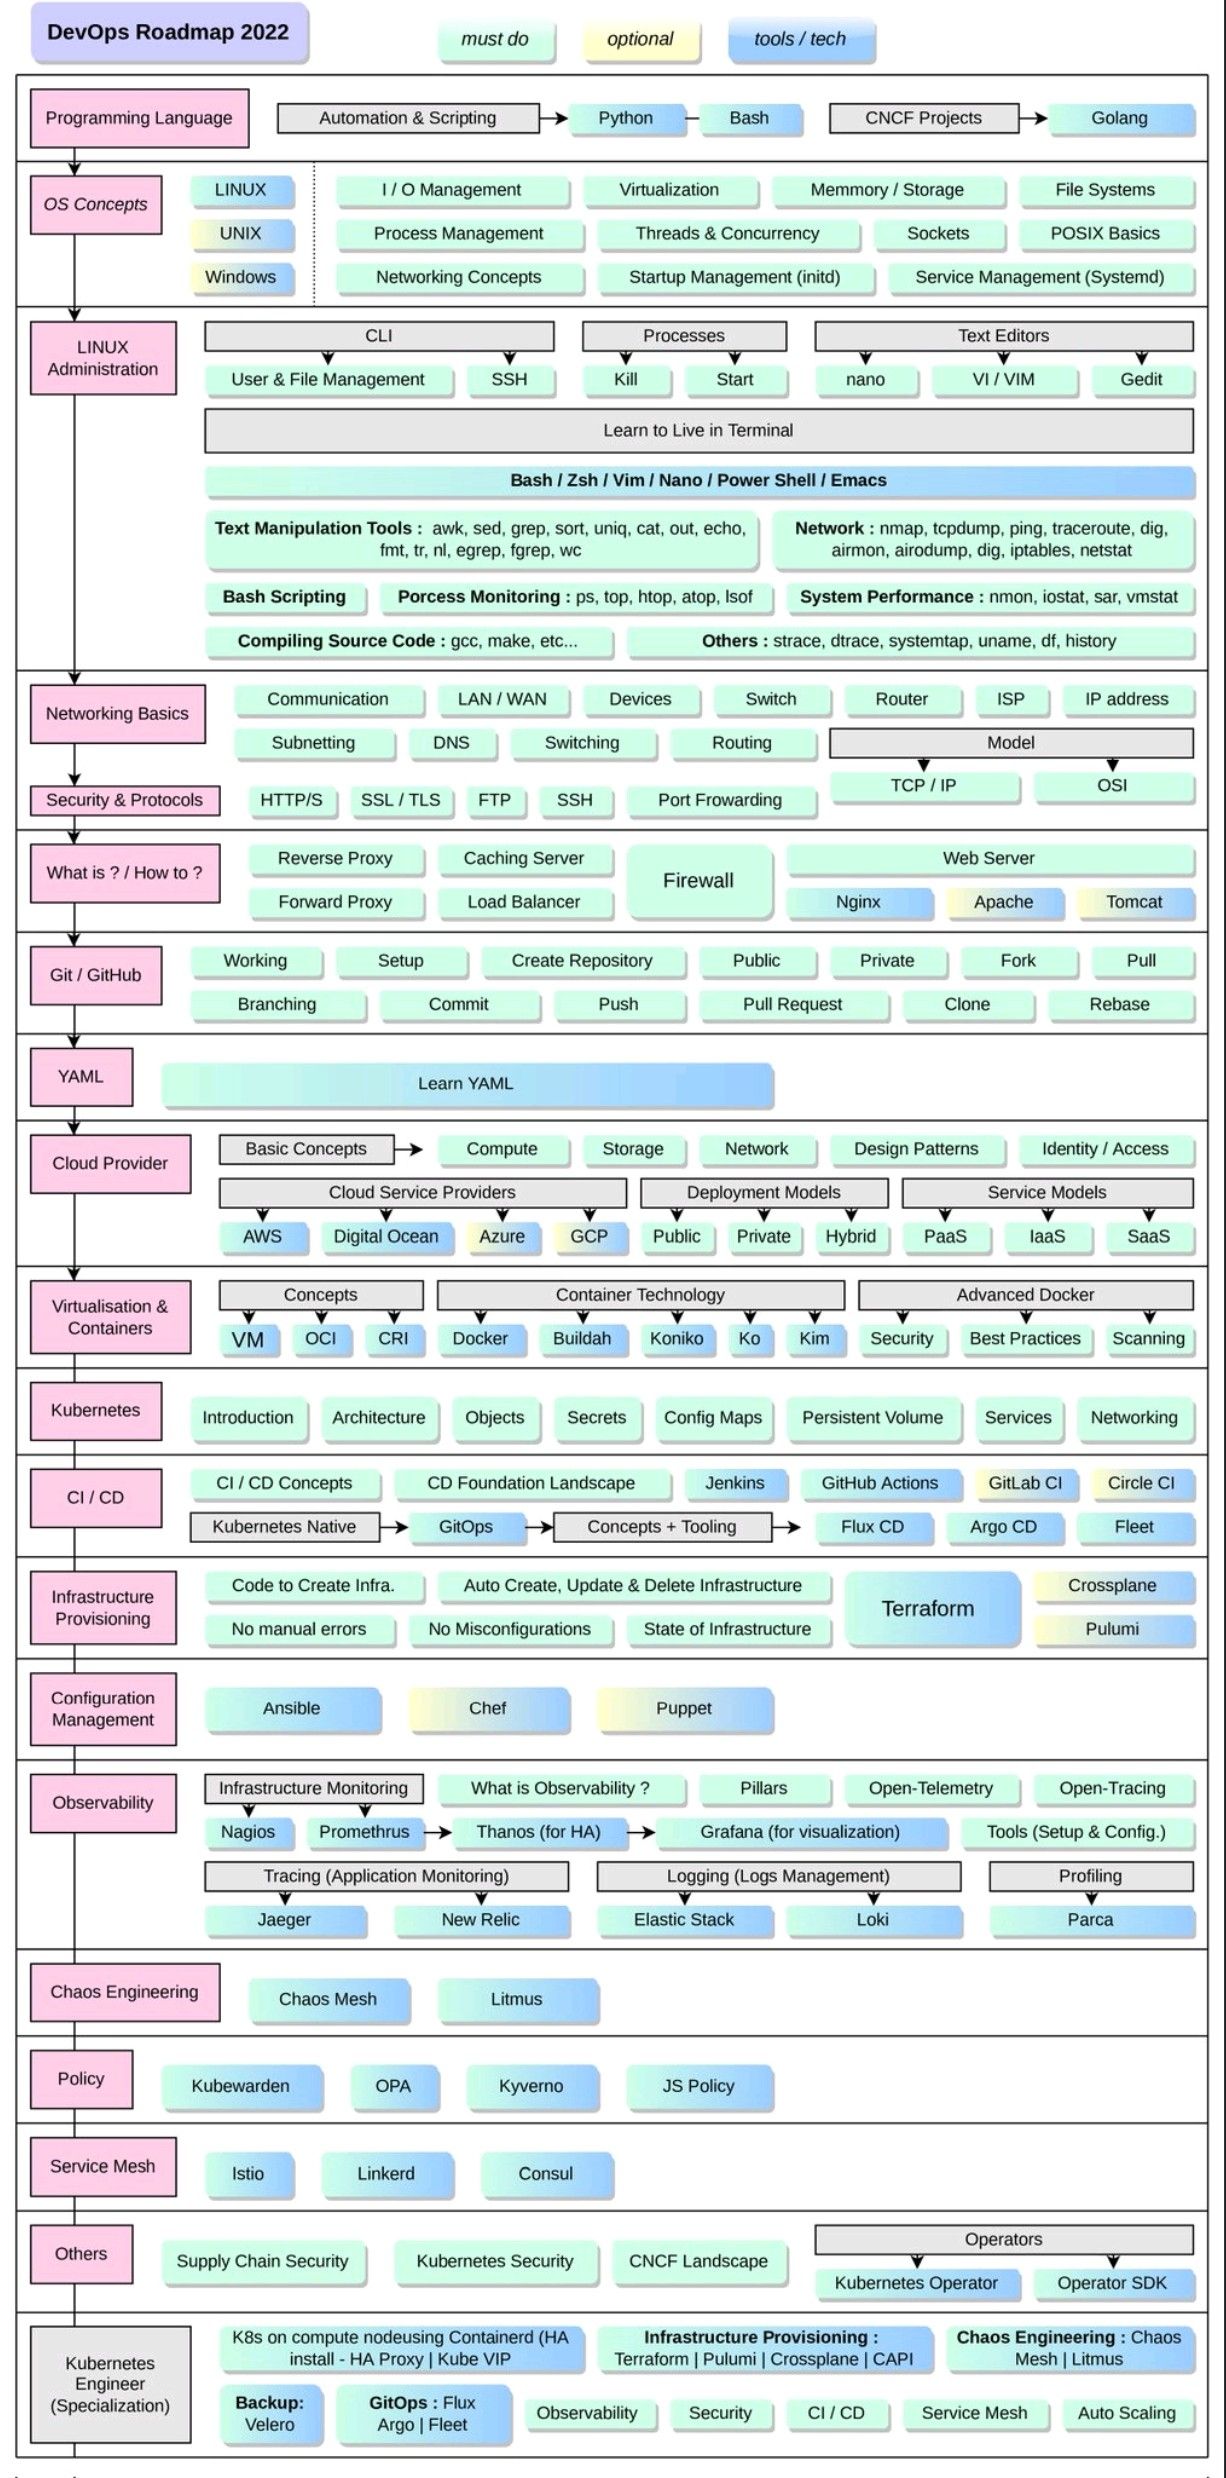 DevOps Roadmap 2022
must do
optional
tools / tech
Programming Language
Automation & Scripting
Python
Bash
CNCF Projects
Golang
OS Concepts
LINUX
UNIX
Windows
I / O Management
Virtualization
Memmory / Storage
File Systems
Process Management
Threads & Concurrency
Sockets
POSIX Basics
Networking Concepts
Startup Management (initd)
Service Management (Systemd)
LINUX
Administration
CLI
Processes
Text Editors
User & File Management
SSH
Kill
Start
nano
VI / VIM
Gedit
Learn to Live in Terminal
Bash / Zsh / Vim / Nano / Power Shell / Emacs
Text Manipulation Tools : awk, sed, grep, sort, uniq, cat, out, echo,
fmt, tr, nl, egrep, fgrep, wc
Network : nmap, tcpdump, ping, traceroute, dig,
airmon, airodump, dig, iptables, netstat
Bash Scripting
Porcess Monitoring : ps, top, htop, atop, lsof
System Performance : nmon, iostat, sar, vmstat
Compiling Source Code : gcc, make, etc...
Others : strace, dtrace, systemtap, uname, df, history
Networking Basics
Communication
LAN / WAN
Devices
Switch
Router
ISP
IP address
Subnetting
DNS
Switching
Routing
Model
TCP / IP
OSI
Security & Protocols
HTTP/S
SSL / TLS
FTP
SSH
Port Frowarding
What is ? / How to ?
Reverse Proxy
Caching Server
Firewall
Web Server
Forward Proxy
Load Balancer
Nginx
Apache
Tomcat
Git / GitHub
Working
Setup
Create Repository
Public
Private
Fork
Pull
Branching
Commit
Push
Pull Request
Clone
Rebase
YAML
Learn YAML
Cloud Provider
Basic Concepts
Compute
Storage
Network
Design Patterns
Identity / Access
Cloud Service Providers
Deployment Models
Service Models
AWS
Digital Ocean
Azure
GCP
Public
Private
Hybrid
PaaS
IaaS
SaaS
Virtualisation &
Containers
Concepts
Container Technology
Advanced Docker
VM
OCI
CRI
Docker
Buildah
Koniko
Ko
Kim
Security
Best Practices
Scanning
Kubernetes
Introduction
Architecture
Objects
Secrets
Config Maps
Persistent Volume
Services
Networking
CI / CD
CI / CD Concepts
CD Foundation Landscape
Jenkins
GitHub Actions
GitLab CI
Circle CI
Kubernetes Native
GitOps
Concepts + Tooling
Flux CD
Argo CD
Fleet
Infrastructure
Provisioning
Code to Create Infra.
Auto Create, Update & Delete Infrastructure
Terraform
Crossplane
No manual errors
No Misconfigurations
State of Infrastructure
Pulumi
Configuration
Management
Ansible
Chef
Puppet
Observability
Infrastructure Monitoring
What is Observability ?
Pillars
Open-Telemetry
Open-Tracing
Nagios
Promethrus
Thanos (for HA)
Grafana (for visualization)
Tools (Setup & Config.)
Tracing (Application Monitoring)
Logging (Logs Management)
Profiling
Jaeger
New Relic
Elastic Stack
Loki
Parca
Chaos Engineering
Chaos Mesh
Litmus
Policy
Kubewarden
OPA
Kyverno
JS Policy
Service Mesh
Istio
Linkerd
Consul
Others
Supply Chain Security
Kubernetes Security
CNCF Landscape
Operators
Kubernetes Operator
Operator SDK
Kubernetes
Engineer
(Specialization)
K8s on compute nodeusing Containerd (HA
install - HA Proxy | Kube VIP
Infrastructure Provisioning :
Terraform | Pulumi | Crossplane | CAPI
Chaos Engineering : Chaos
Mesh | Litmus
Backup:
Velero
GitOps : Flux
Argo | Fleet
Observability
Security
CI / CD
Service Mesh
Auto Scaling